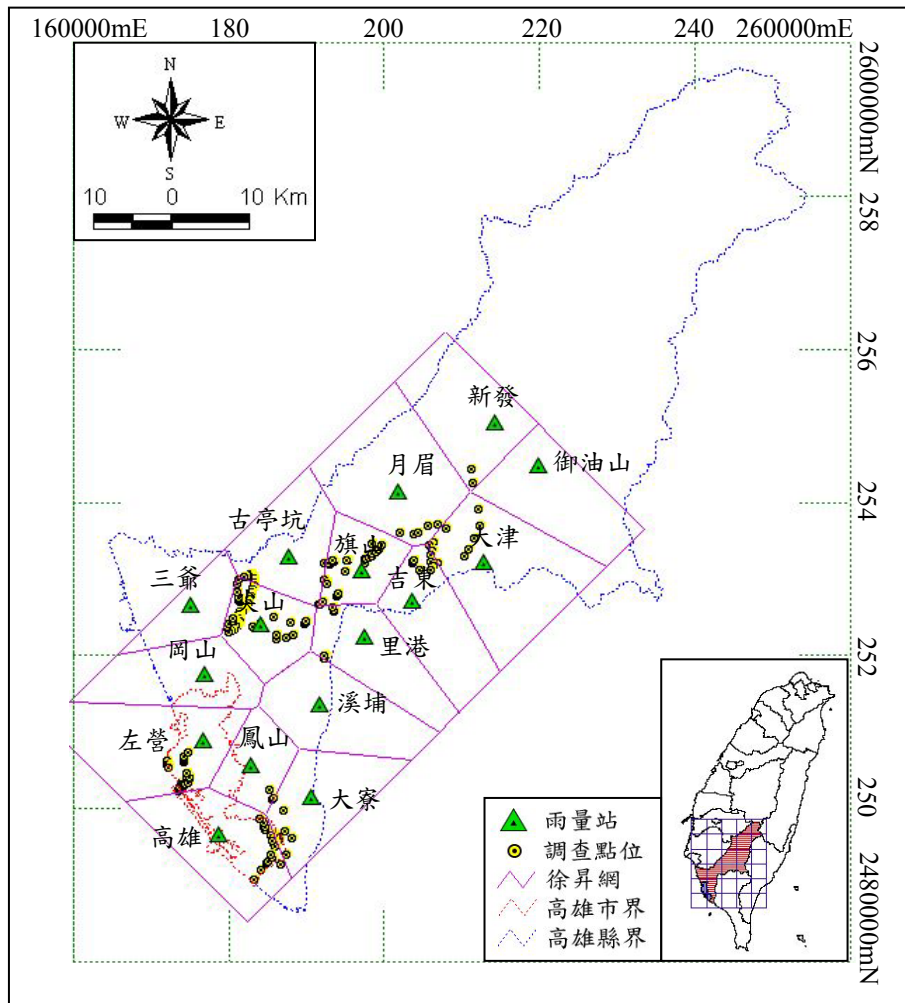 160000mE 180 200 220 240 260000mE
2600000mN
258
256
254
252
250
2480000mN
N
W E
S
10 0 10 Km
新發
御油山
月眉
古亭坑
旗山
大津
吉東
三爺
尖山
里港
岡山
溪埔
左營
鳳山
大寮
高雄
雨量站
調查點位
徐昇網
高雄市界
高雄縣界